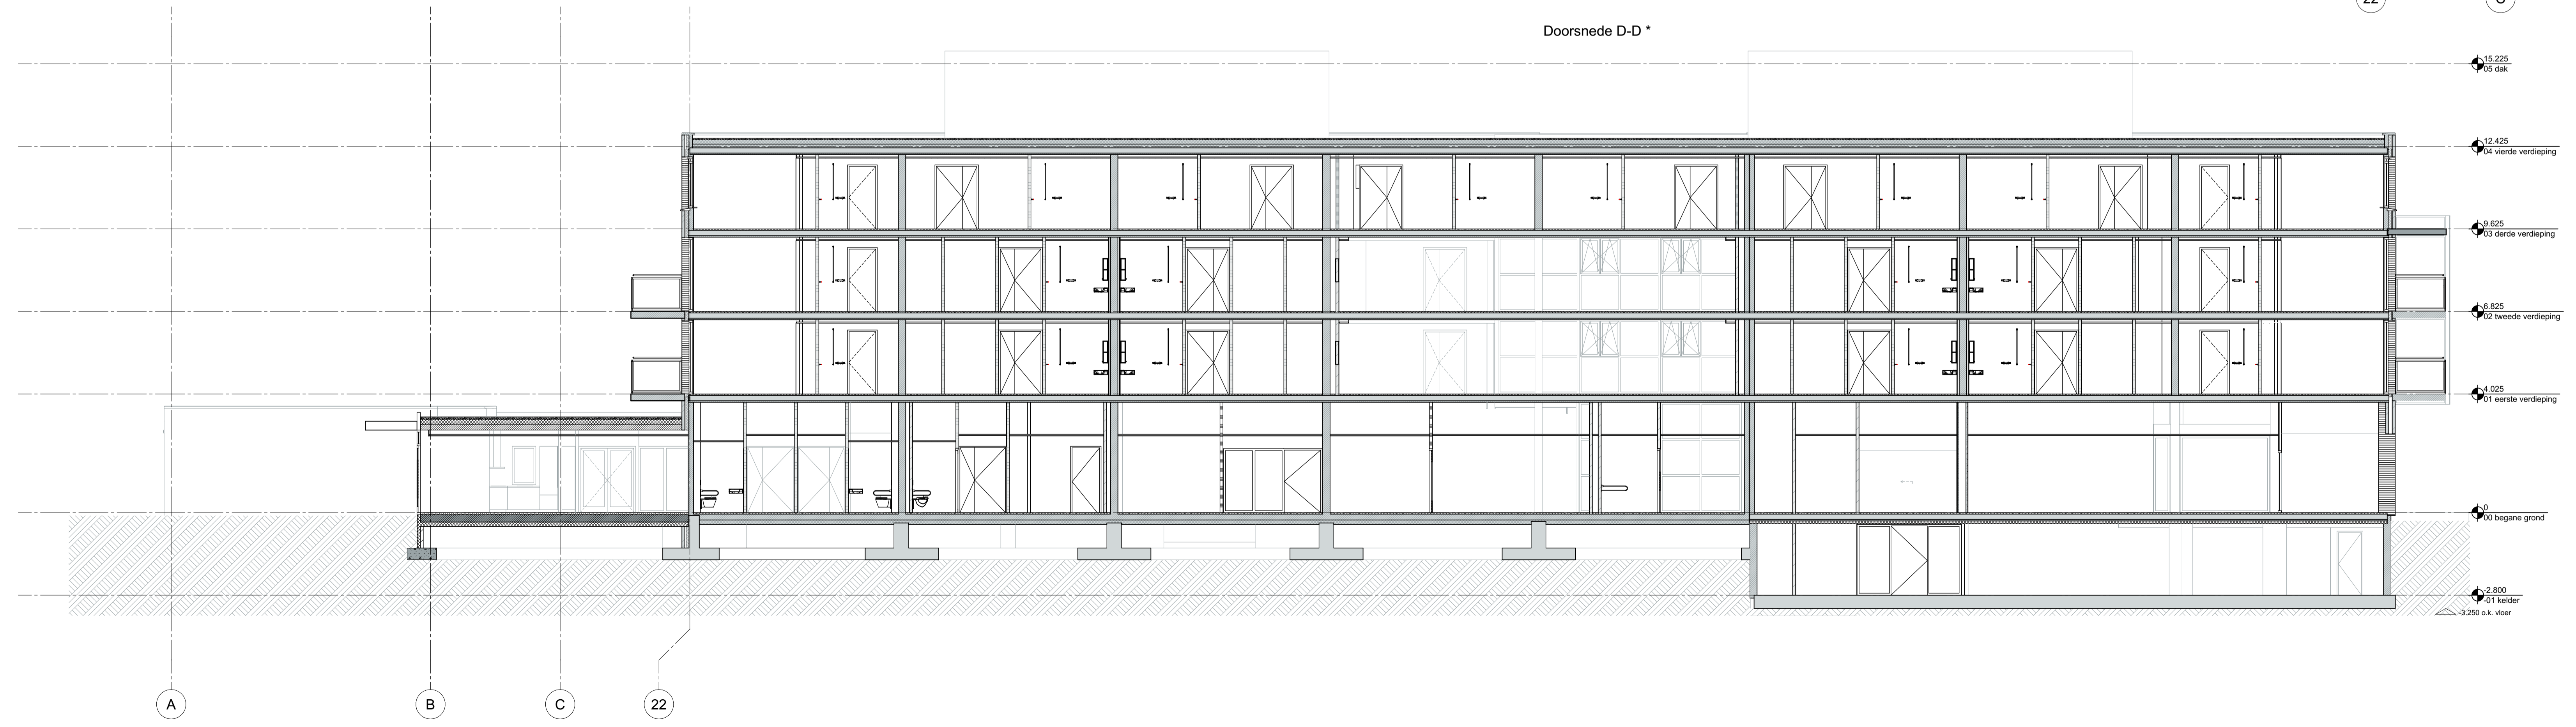 22
Doorsnede D-D *
15.225
05 dak
12.425
04 vierde verdieping
9.625
03 derde verdieping
6.825
02 tweede verdieping
4.025
01 eerste verdieping
0
00 begane grond
-2.800
-01 kelder
-3.250 o.k. vloer
A
B
C
22